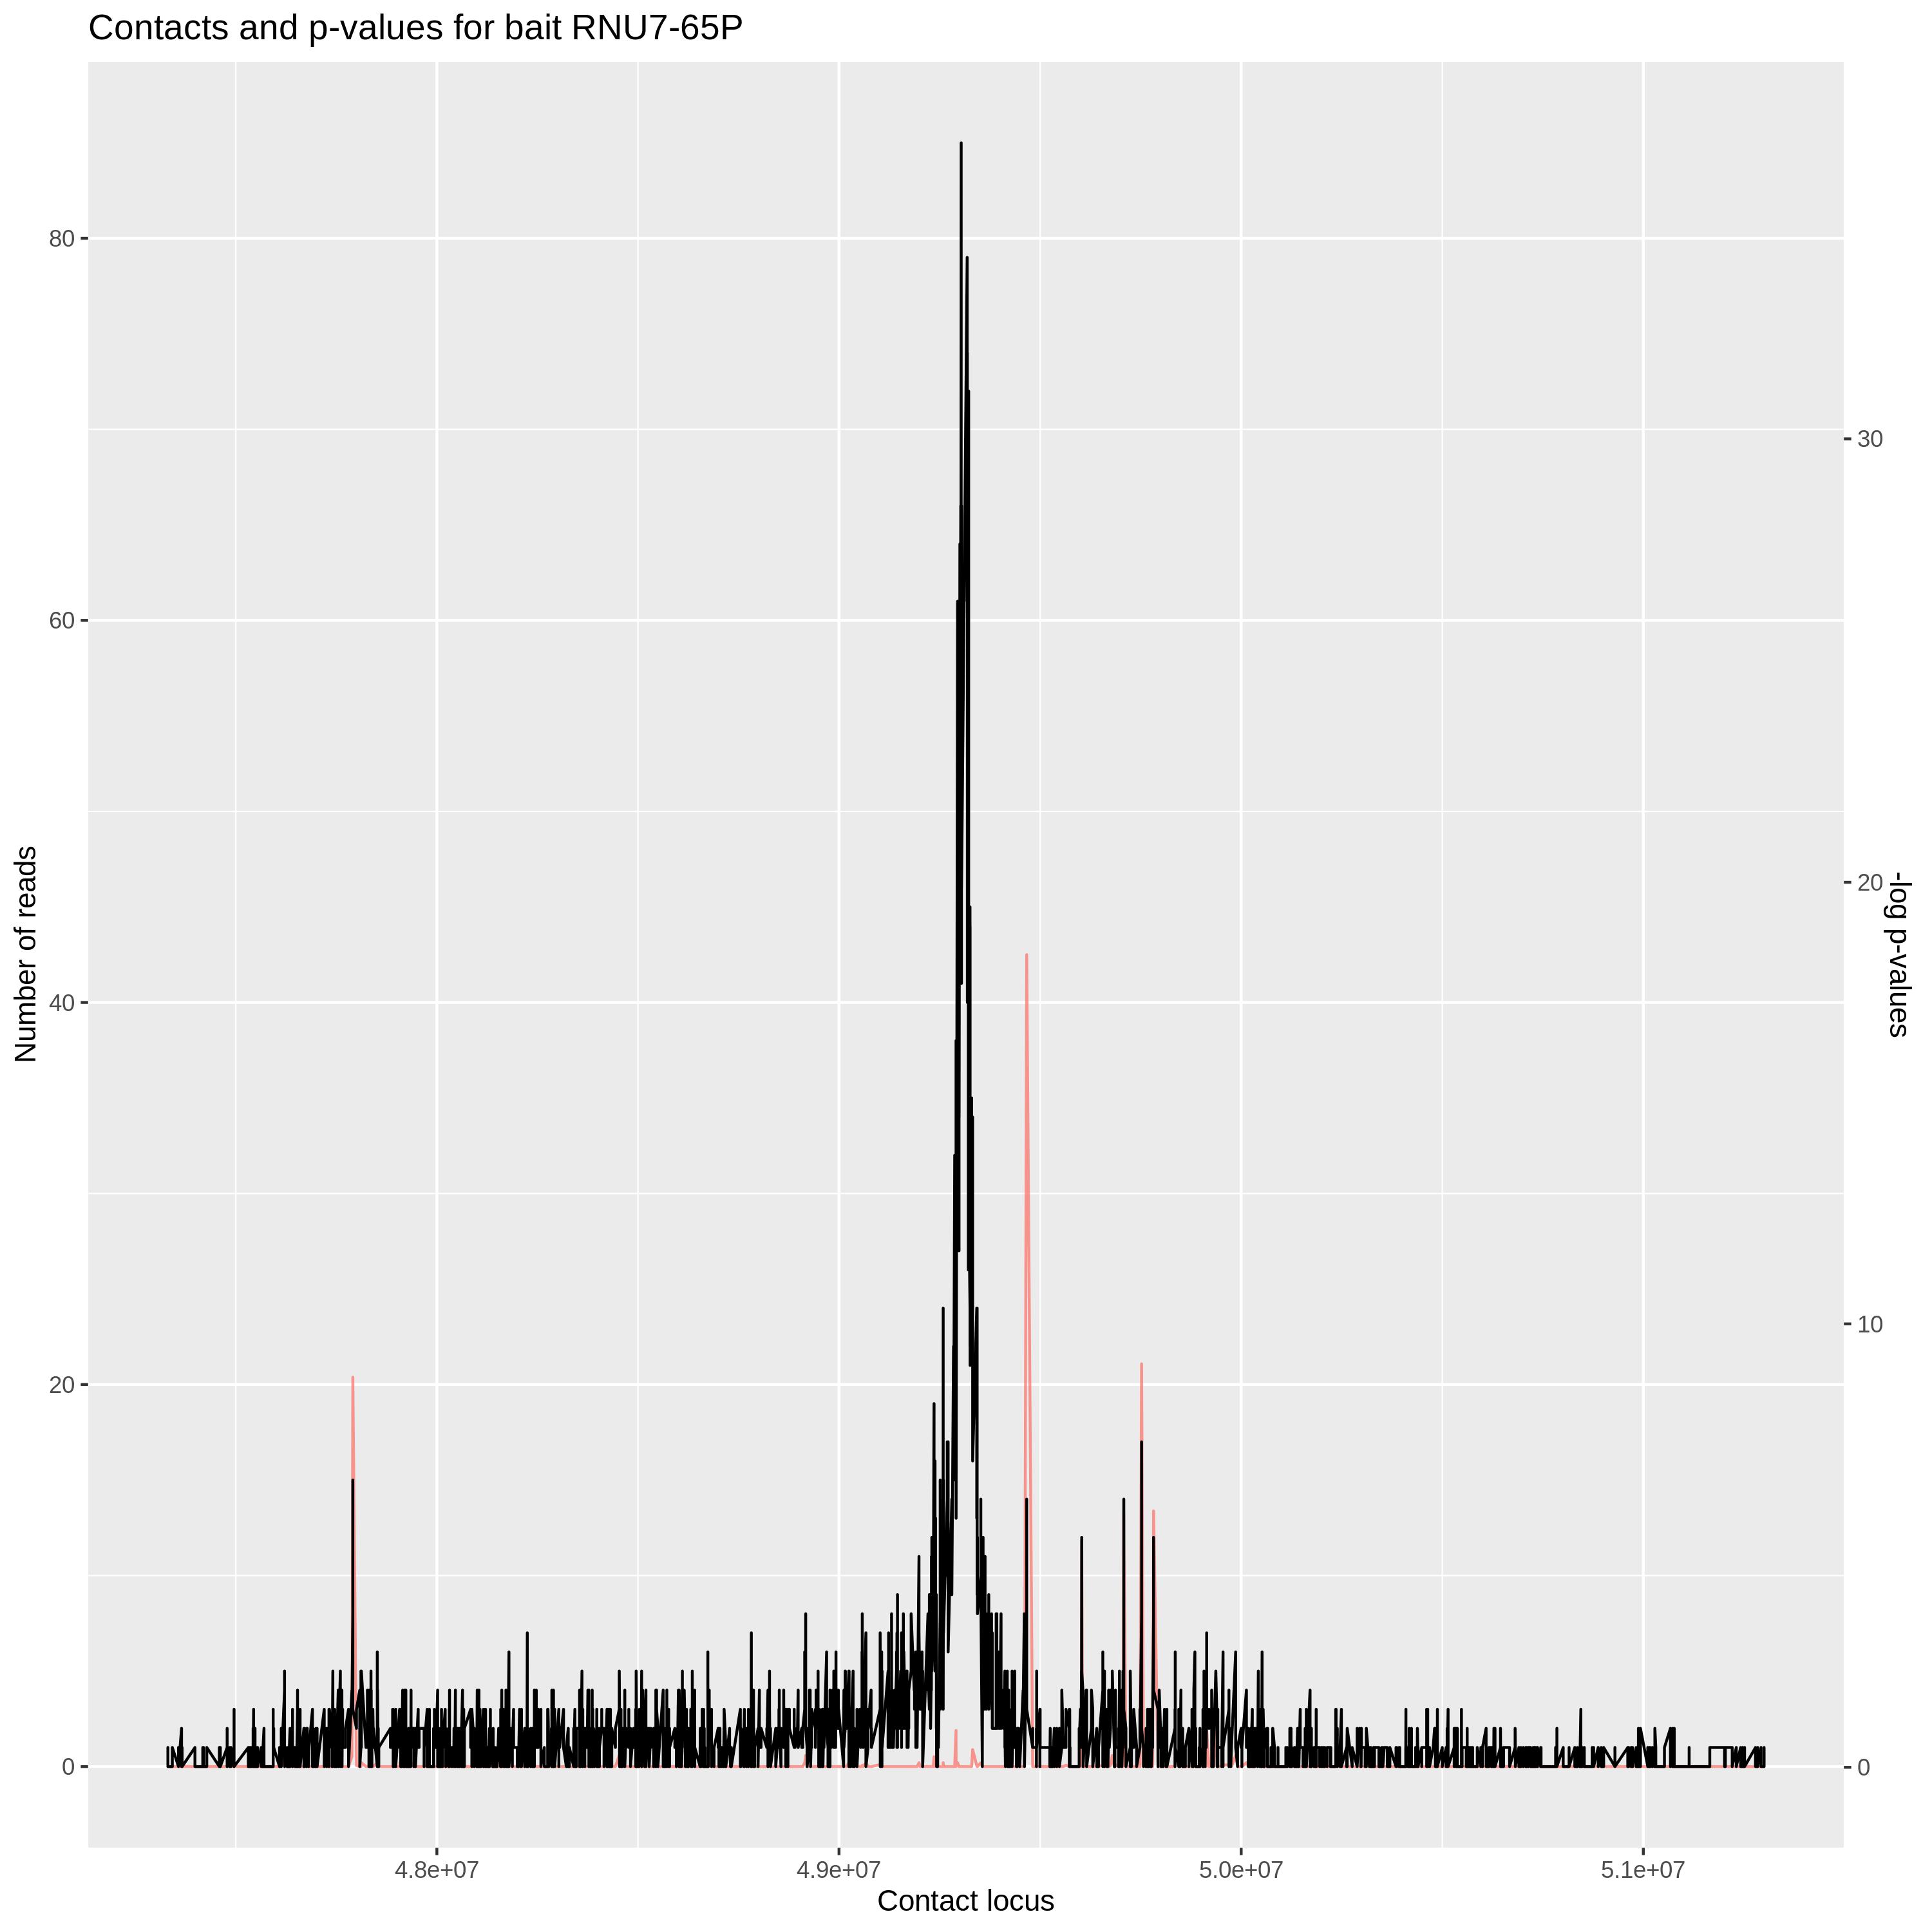 Contacts and p-values for bait RNU7-65P
80
60
40
20
0
Number of reads
30
20
10
0
-log p-values
4.8e+07
4.9e+07
5.0e+07
5.1e+07
Contact locus